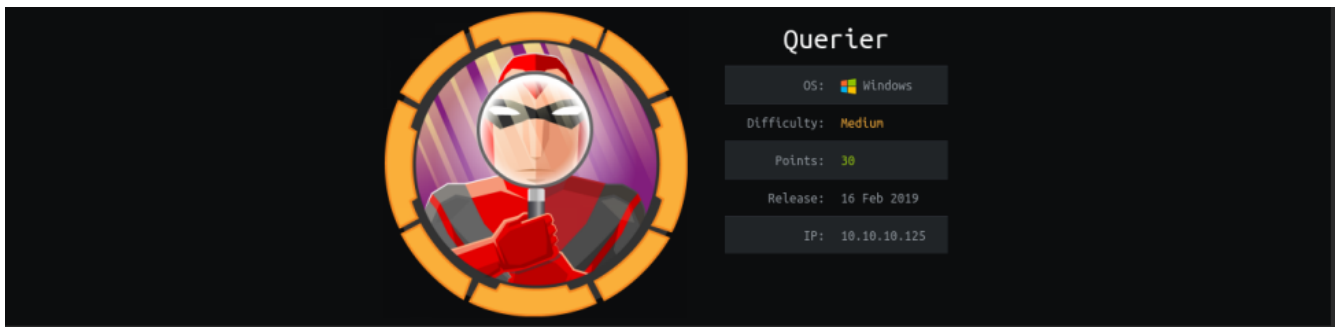 Querier
OS: Windows
Difficulty: Medium
Points: 30
Release: 16 Feb 2019
IP: 10.10.10.125